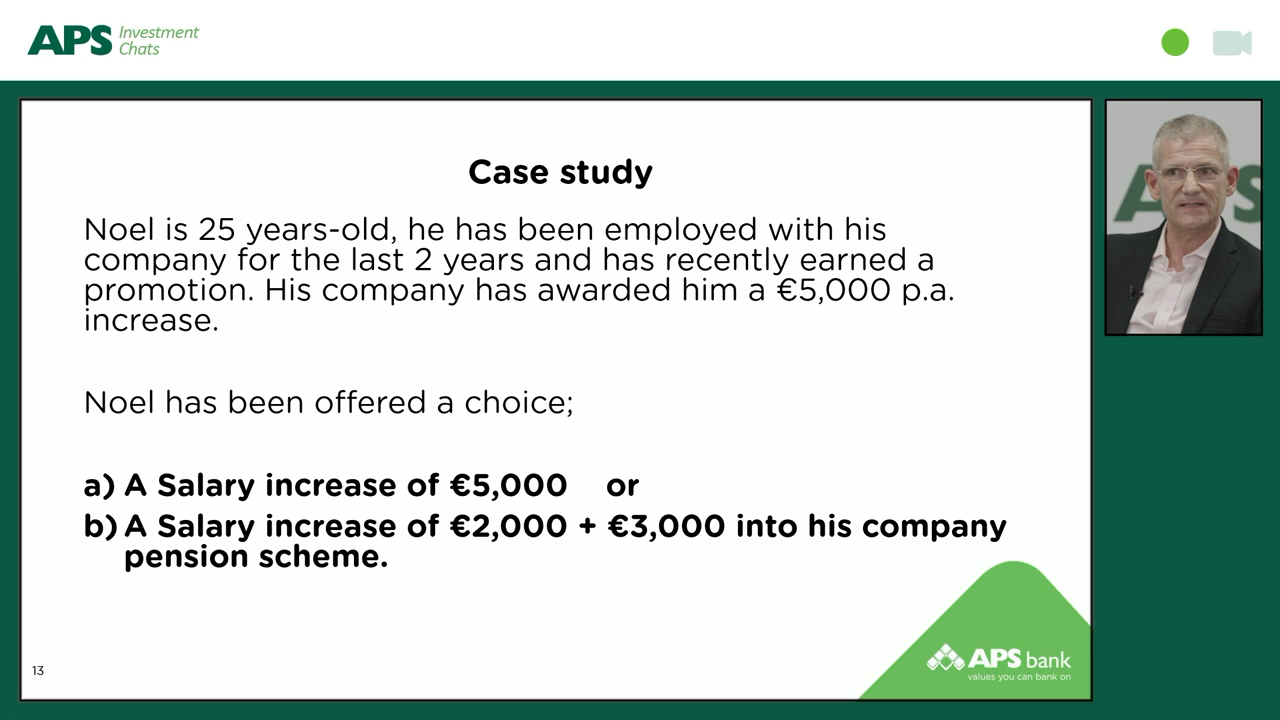 APS Investment
Chats
Case study
Noel is 25 years-old, he has been employed with his
company for the last 2 years and has recently earned a
promotion. His company has awarded him a €5,000 p.a.
increase.
Noel has been offered a choice;
a) A Salary increase of €5,000 or
b) A Salary increase of €2,000 + €3,000 into his company
pension scheme.
13
APS bank
values you can bank on
APS